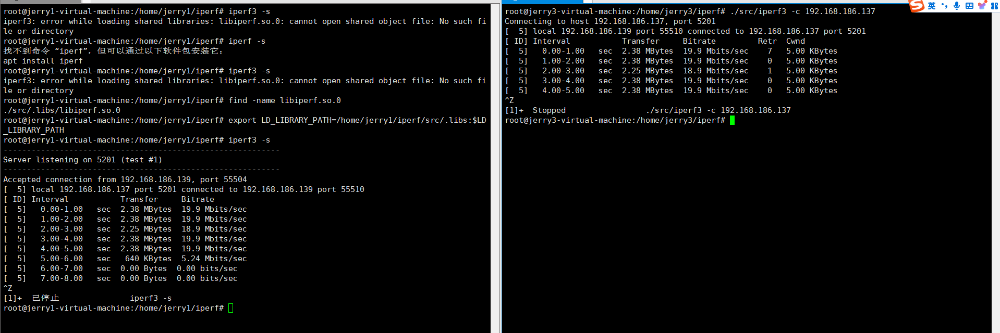 root@jerry1-virtual-machine:/home/jerry1/iperf# iperf3 -s
iperf3: error while loading shared libraries: libiperf.so.0: cannot open shared object file: No such fi
le or directory
root@jerry1-virtual-machine:/home/jerry1/iperf# iperf -s
找不到命令 “iperf”，但可以通过以下软件包安装它：
apt install iperf
root@jerry1-virtual-machine:/home/jerry1/iperf# iperf3 -s
iperf3: error while loading shared libraries: libiperf.so.0: cannot open shared object file: No such fi
le or directory
root@jerry1-virtual-machine:/home/jerry1/iperf# find -name libiperf.so.0
./src/.libs/libiperf.so.0
root@jerry1-virtual-machine:/home/jerry1/iperf# export LD_LIBRARY_PATH=/home/jerry1/iperf/src/.libs:$LD
_LIBRARY_PATH
root@jerry1-virtual-machine:/home/jerry1/iperf# iperf3 -s
-----------------------------------------------------------
Server listening on 5201 (test #1)
-----------------------------------------------------------
Accepted connection from 192.168.186.139, port 55504
[  5] local 192.168.186.137 port 5201 connected to 192.168.186.139 port 55510
[ ID] Interval           Transfer     Bitrate
[  5]   0.00-1.00   sec  2.38 MBytes  19.9 Mbits/sec
[  5]   1.00-2.00   sec  2.38 MBytes  19.9 Mbits/sec
[  5]   2.00-3.00   sec  2.25 MBytes  18.9 Mbits/sec
[  5]   3.00-4.00   sec  2.38 MBytes  19.9 Mbits/sec
[  5]   4.00-5.00   sec  2.38 MBytes  19.9 Mbits/sec
[  5]   5.00-6.00   sec   640 KBytes  5.24 Mbits/sec
[  5]   6.00-7.00   sec  0.00 Bytes  0.00 bits/sec
[  5]   7.00-8.00   sec  0.00 Bytes  0.00 bits/sec
^Z
[1]+  已停止               iperf3 -s
root@jerry1-virtual-machine:/home/jerry1/iperf#
root@jerry3-virtual-machine:/home/jerry3/iperf# ./src/iperf3 -c 192.168.186.137
Connecting to host 192.168.186.137, port 5201
[  5] local 192.168.186.139 port 55510 connected to 192.168.186.137 port 5201
[ ID] Interval           Transfer     Bitrate         Retr  Cwnd
[  5]   0.00-1.00   sec  2.38 MBytes  19.9 Mbits/sec    7   5.00 KBytes
[  5]   1.00-2.00   sec  2.38 MBytes  19.9 Mbits/sec    0   5.00 KBytes
[  5]   2.00-3.00   sec  2.25 MBytes  18.9 Mbits/sec    1   5.00 KBytes
[  5]   3.00-4.00   sec  2.38 MBytes  19.9 Mbits/sec    0   5.00 KBytes
[  5]   4.00-5.00   sec  2.38 MBytes  19.9 Mbits/sec    0   5.00 KBytes
^Z
[1]+  Stopped                 ./src/iperf3 -c 192.168.186.137
root@jerry3-virtual-machine:/home/jerry3/iperf#
S 英